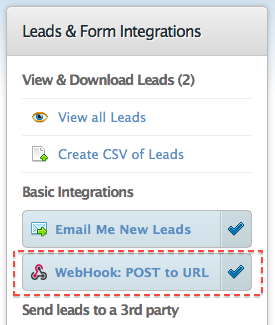 Leads & Form Integrations
View & Download Leads (2)
View all Leads
Create CSV of Leads
Basic Integrations
Email Me New Leads
WebHook: POST to URL
Send leads to a 3rd party